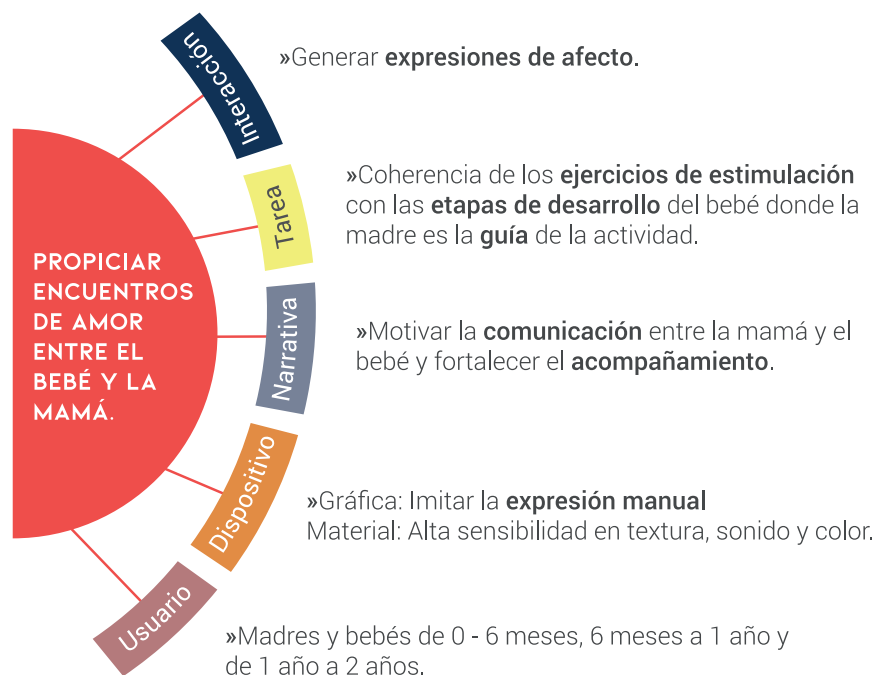 Interacción
»Generar expresiones de afecto.
Tarea
»Coherencia de los ejercicios de estimulación
con las etapas de desarrollo del bebé donde la
madre es la guía de la actividad.
PROPICIAR
ENCUENTROS
DE AMOR
ENTRE EL
BEBÉ Y LA
MAMÁ.
Narrativa
»Motivar la comunicación entre la mamá y el
bebé y fortalecer el acompañamiento.
Dispositivo
»Gráfica: Imitar la expresión manual
Material: Alta sensibilidad en textura, sonido y color.
Usuario
»Madres y bebés de 0 - 6 meses, 6 meses a 1 año y
de 1 año a 2 años.